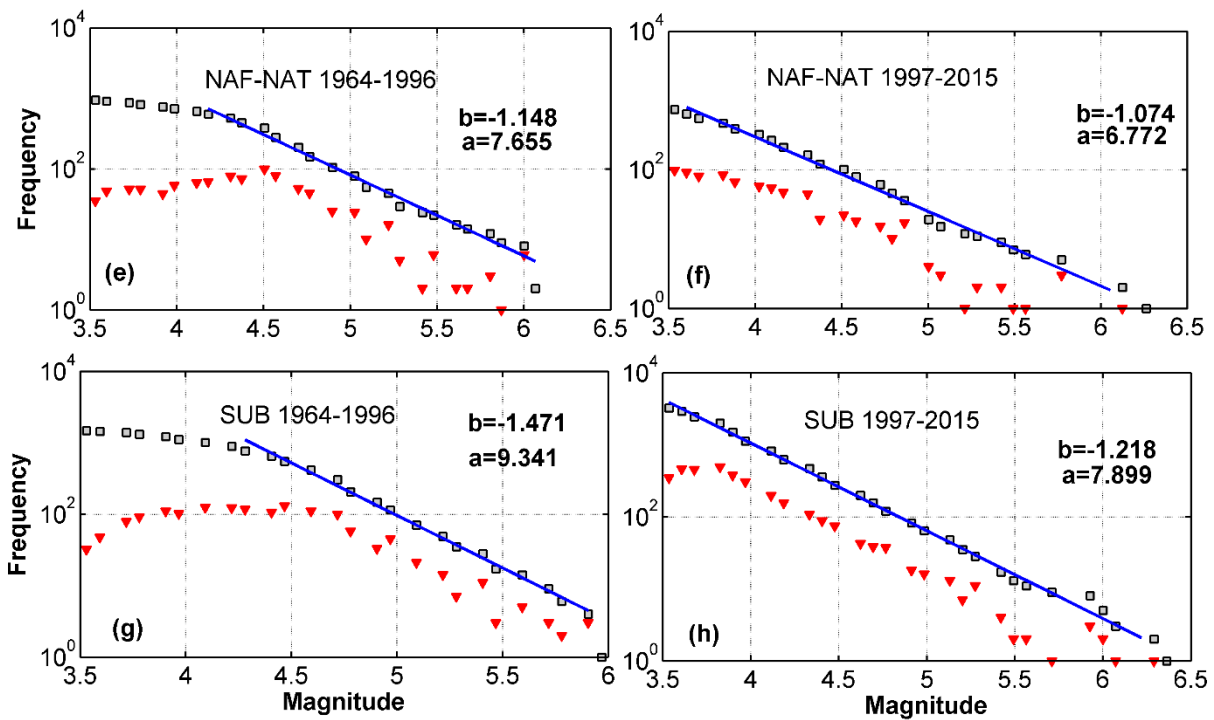 10^4
NAF-NAT 1964-1996
b=-1.148
a=7.655
10^2
Frequency
(e)
10^0
3.5 4 4.5 5 5.5 6 6.5
10^4
NAF-NAT 1997-2015
b=-1.074
a=6.772
10^2
(f)
10^0
3.5 4 4.5 5 5.5 6 6.5
10^4
SUB 1964-1996
b=-1.471
a=9.341
10^2
Frequency
(g)
10^0
3.5 4 4.5 5 5.5 6
Magnitude
10^4
SUB 1997-2015
b=-1.218
a=7.899
10^2
(h)
10^0
3.5 4 4.5 5 5.5 6 6.5
Magnitude